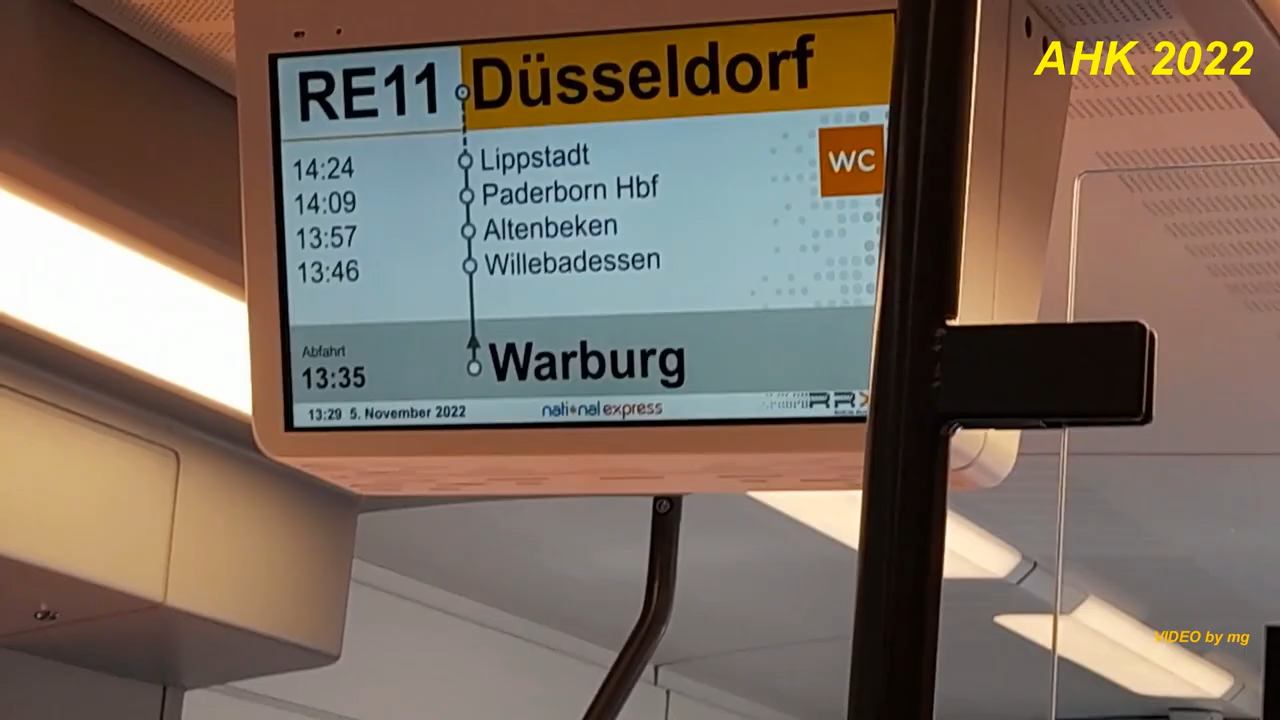 AHK 2022
RE11 Düsseldorf
WC
14:24 Lippstadt
14:09 Paderborn Hbf
13:57 Altenbeken
13:46 Willebadessen
Abfahrt
13:35 Warburg
13:29 5. November 2022 national express RRX
VIDEO by mg